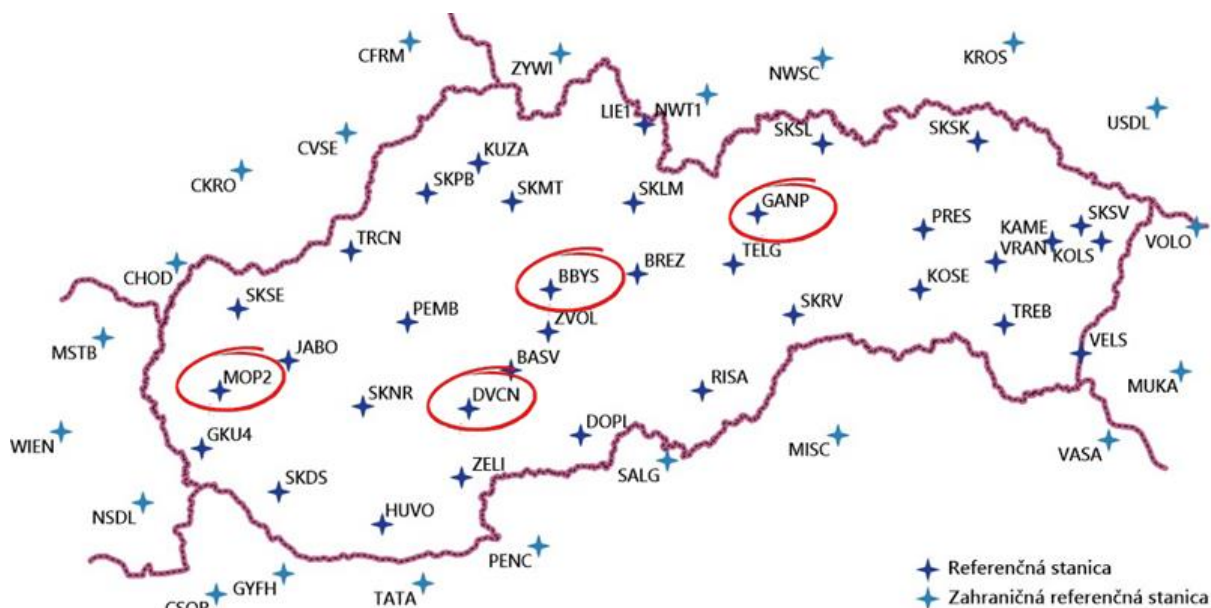 CFRM
ZYWI
NWSC
KROS
LIE1
NWT1
SKSL
SKSK
USDL
CVSE
KUZA
CKRO
SKPB
SKMT
SKLM
GANP
PRES
KAME
SKSV
TRCN
VRAN
KOLS
VOLO
CHOD
BBYS
BREZ
TELG
SKSE
KOSE
PEMB
ZVOL
SKRV
TREB
MSTB
JABO
BASV
VELS
MOP2
SKNR
DVCN
RISA
MUKA
GKU4
DOPL
WIEN
MISC
VASA
SKDS
ZELI
SALG
NSDL
HUVO
PENC
GYFH
TATA
Referenčná stanica
Zahraničná referenčná stanica